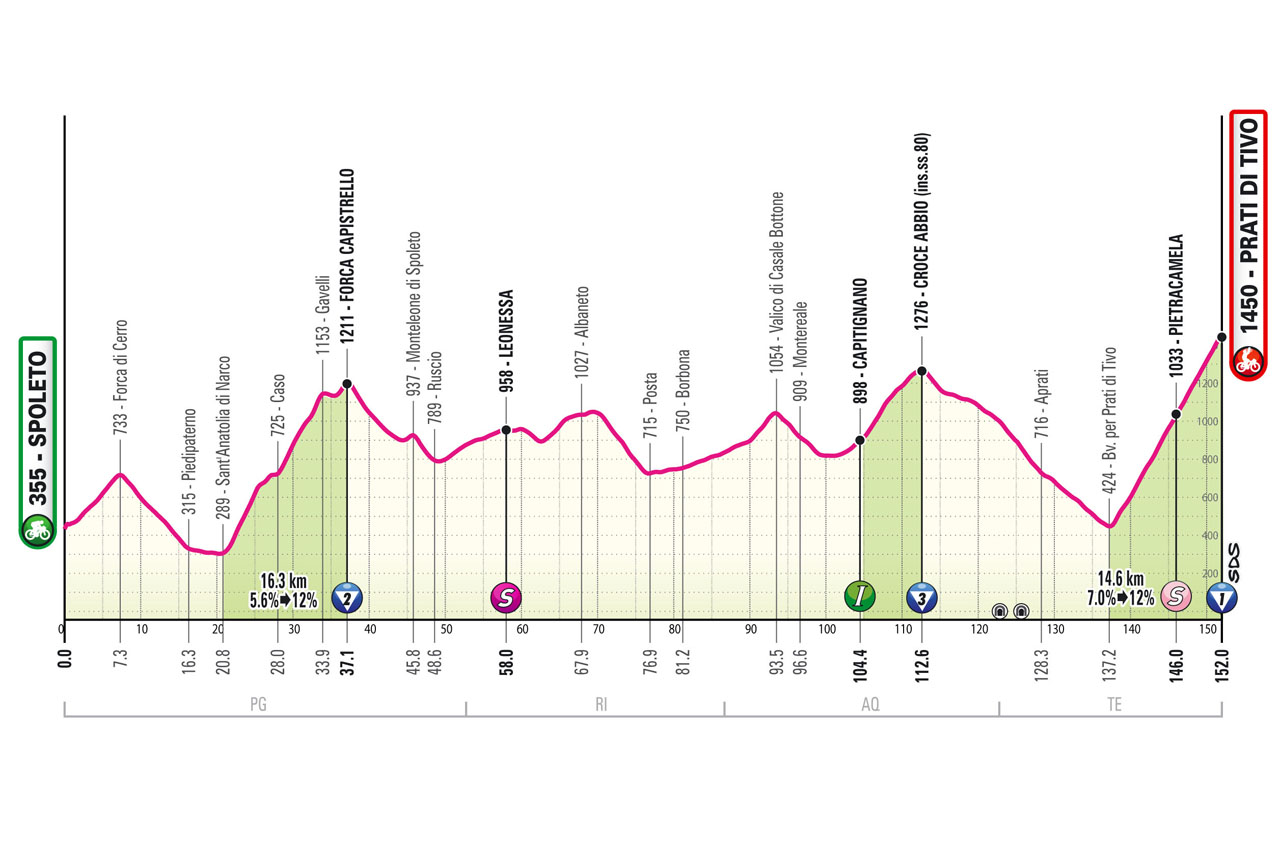 355 - SPOLETO
733 - Forca di Cerro
315 - Piedipaterno
289 - Sant'Anatolia di Narco
725 - Caso
1153 - Gavelli
1211 - FORCA CAPISTRELLO
937 - Monteleone di Spoleto
789 - Ruscio
958 - LEONESSA
1027 - Albaneto
715 - Posta
750 - Borbona
1054 - Valico di Casale Bottone
909 - Montereale
898 - CAPITIGNANO
1276 - CROCE ABBIO (ins.ss.80)
716 - Aprati
424 - Bv. per Prati di Tivo
1033 - PIETRACAMELA
1450 - PRATI DI TIVO
1200
1000
800
600
400
200
SDS
16.3 km
5.6% 12%
14.6 km
7.0% 12%
2
S
I
3
S
1
0 10 20 30 40 50 60 70 80 90 100 110 120 130 140 150
0.0 7.3 16.3 20.8 28.0 33.9 37.1 45.8 48.6 58.0 67.9 76.9 81.2 93.5 96.6 104.4 112.6 128.3 137.2 146.0 152.0
PG RI AQ TE